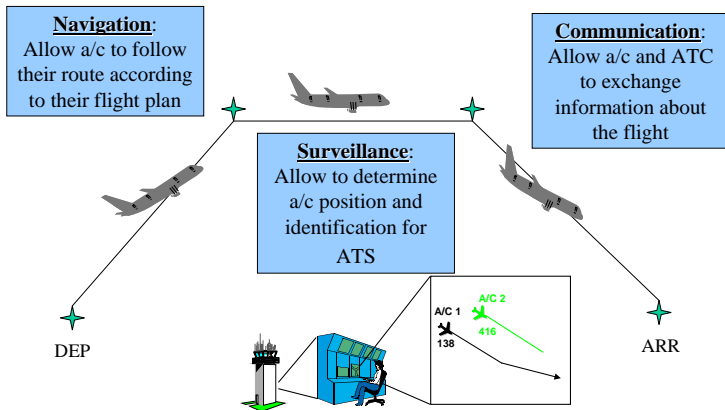 Navigation:
Allow a/c to follow
their route according
to their flight plan
Communication:
Allow a/c and ATC
to exchange
information about
the flight
Surveillance:
Allow to determine
a/c position and
identification for
ATS
A/C 2
A/C 1
416
138
DEP
ARR